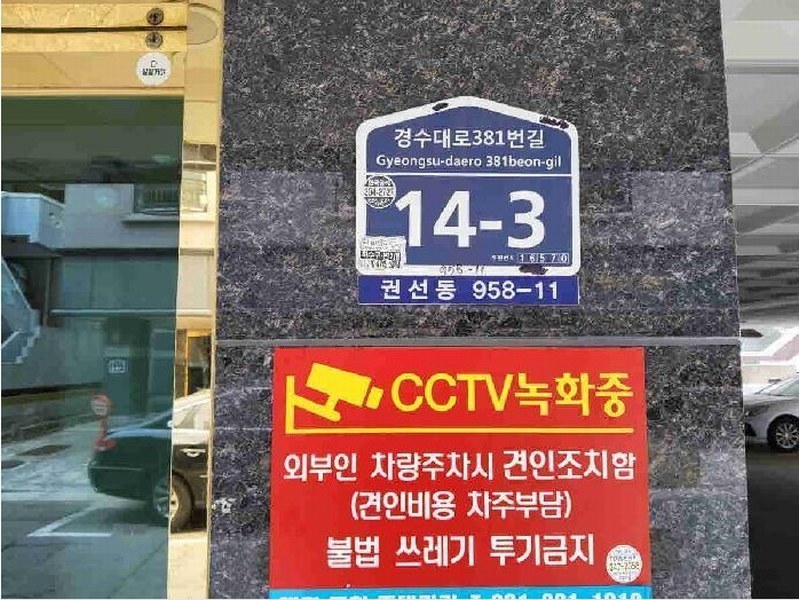 경수대로381번길
Gyeongsu-daero 381beon-gil
14-3
16570
958-11
권선동 958-11
CCTV녹화중
외부인 차량주차시 견인조치함
(견인비용 차주부담)
불법 쓰레기 투기금지